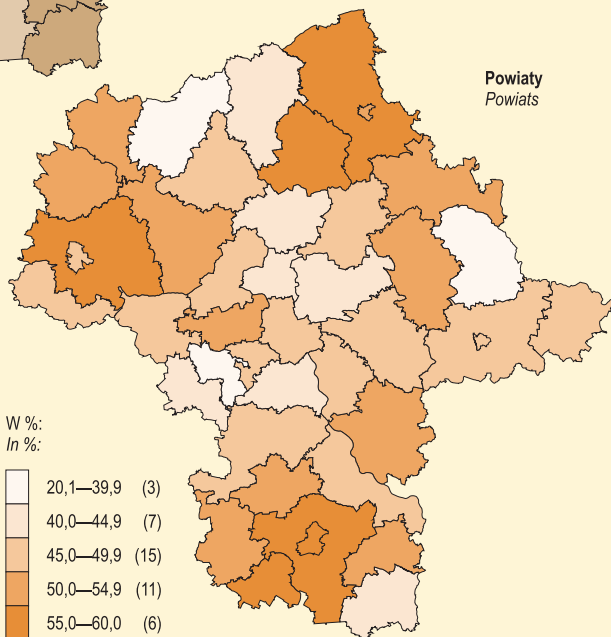 Powiaty
Powiats
W %:
In %:
20,1—39,9 (3)
40,0—44,9 (7)
45,0—49,9 (15)
50,0—54,9 (11)
55,0—60,0 (6)